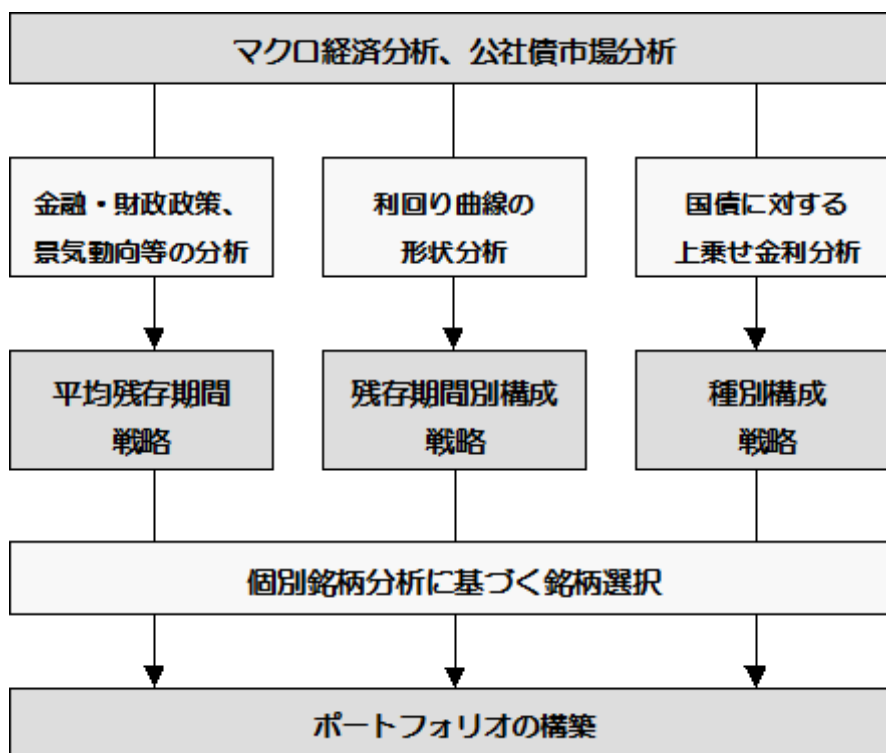 マクロ経済分析、公社債市場分析
金融・財政政策、
景気動向等の分析
利回り曲線の
形状分析
国債に対する
上乗せ金利分析
平均残存期間
戦略
残存期間別構成
戦略
種別構成
戦略
個別銘柄分析に基づく銘柄選択
ポートフォリオの構築